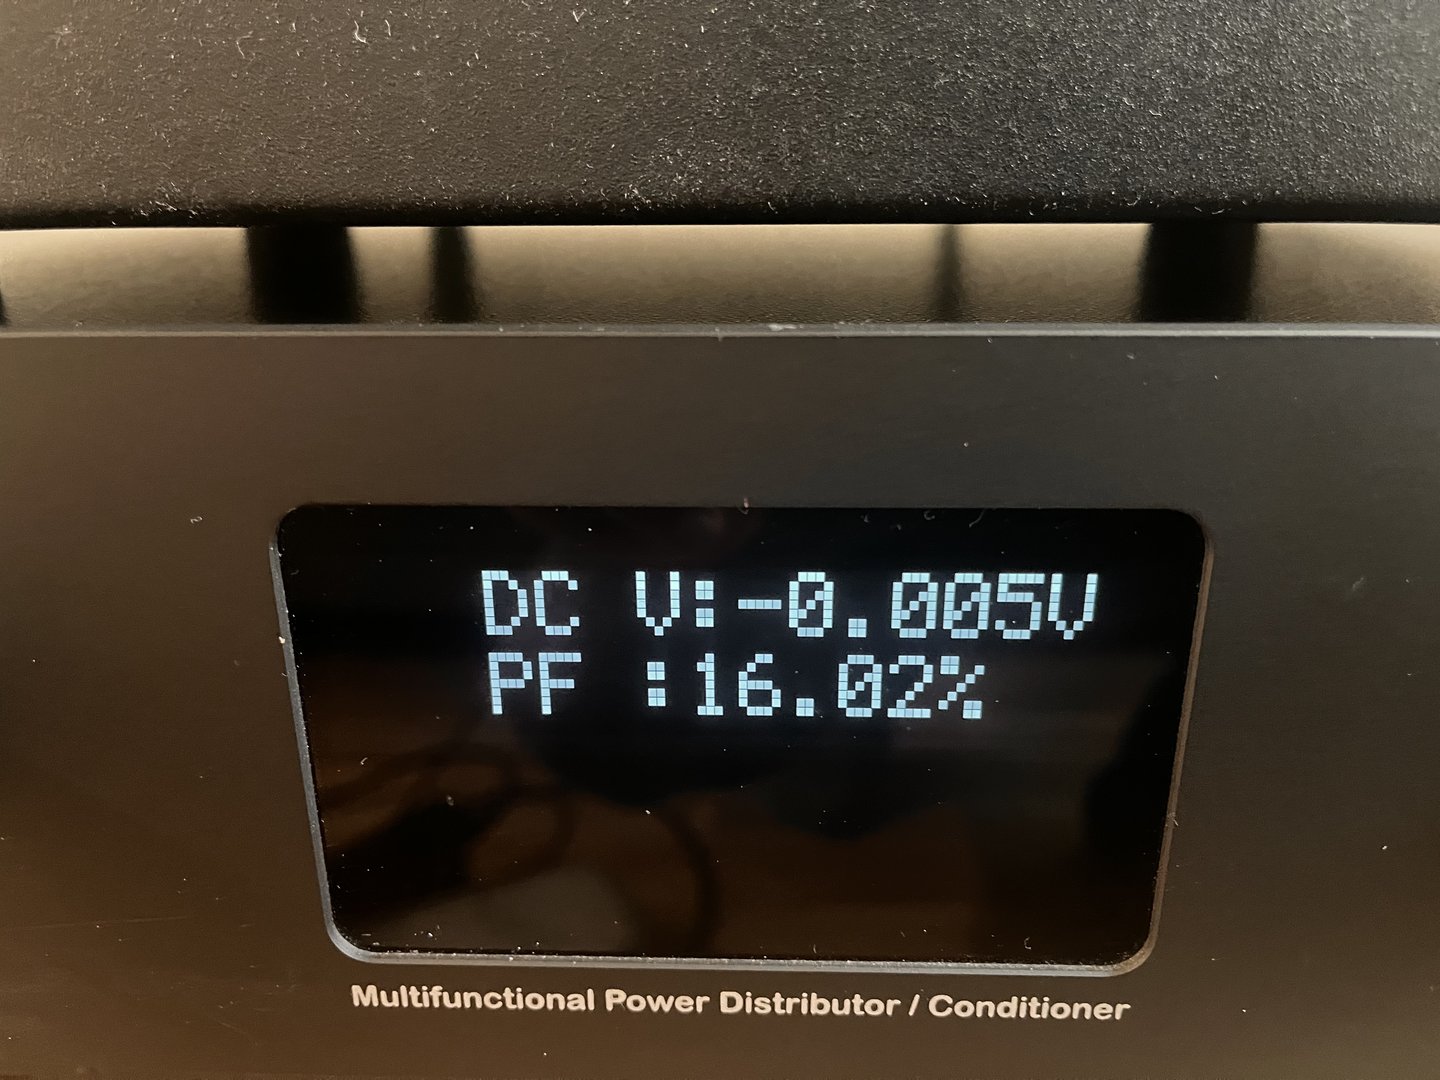 DC V:-0.005V
PF :16.02%
Multifunctional Power Distributor / Conditioner